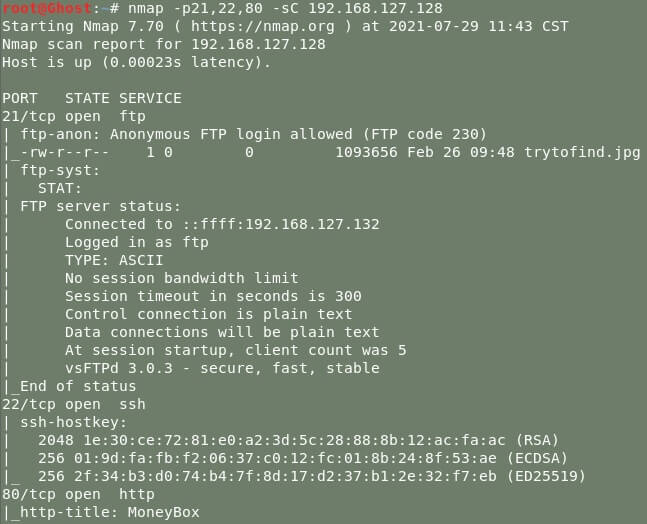 root@Ghost:~# nmap -p21,22,80 -sC 192.168.127.128
Starting Nmap 7.70 ( https://nmap.org ) at 2021-07-29 11:43 CST
Nmap scan report for 192.168.127.128
Host is up (0.00023s latency).

PORT   STATE SERVICE
21/tcp open  ftp
| ftp-anon: Anonymous FTP login allowed (FTP code 230)
|_-rw-r--r--    1 0        0         1093656 Feb 26 09:48 trytofind.jpg
| ftp-syst:
|   STAT:
| FTP server status:
|      Connected to ::ffff:192.168.127.132
|      Logged in as ftp
|      TYPE: ASCII
|      No session bandwidth limit
|      Session timeout in seconds is 300
|      Control connection is plain text
|      Data connections will be plain text
|      At session startup, client count was 5
|      vsFTPd 3.0.3 - secure, fast, stable
|_End of status
22/tcp open  ssh
| ssh-hostkey:
|   2048 1e:30:ce:72:81:e0:a2:3d:5c:28:88:8b:12:ac:fa:ac (RSA)
|   256 01:9d:fa:fb:f2:06:37:c0:12:fc:01:8b:24:8f:53:ae (ECDSA)
|_  256 2f:34:b3:d0:74:b4:7f:8d:17:d2:37:b1:2e:32:f7:eb (ED25519)
80/tcp open  http
|_http-title: MoneyBox